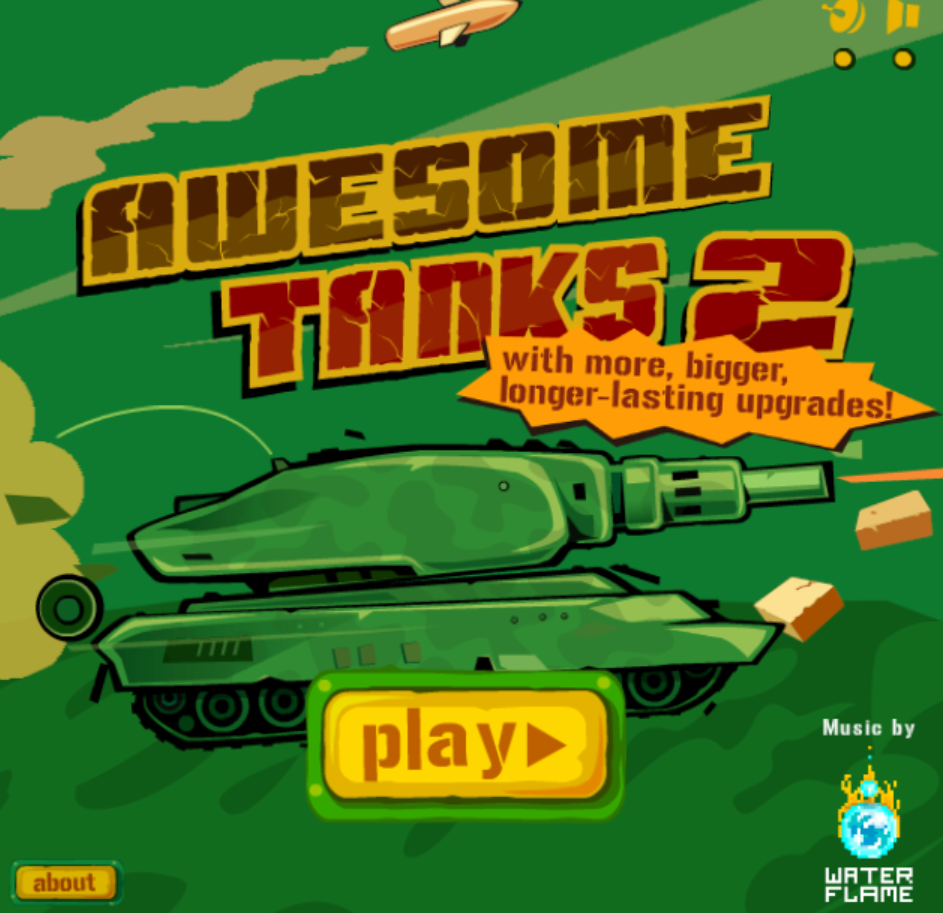 AWESOME
TANKS 2
with more, bigger,
longer-lasting upgrades!
play
Music by
WATER
FLAME
about